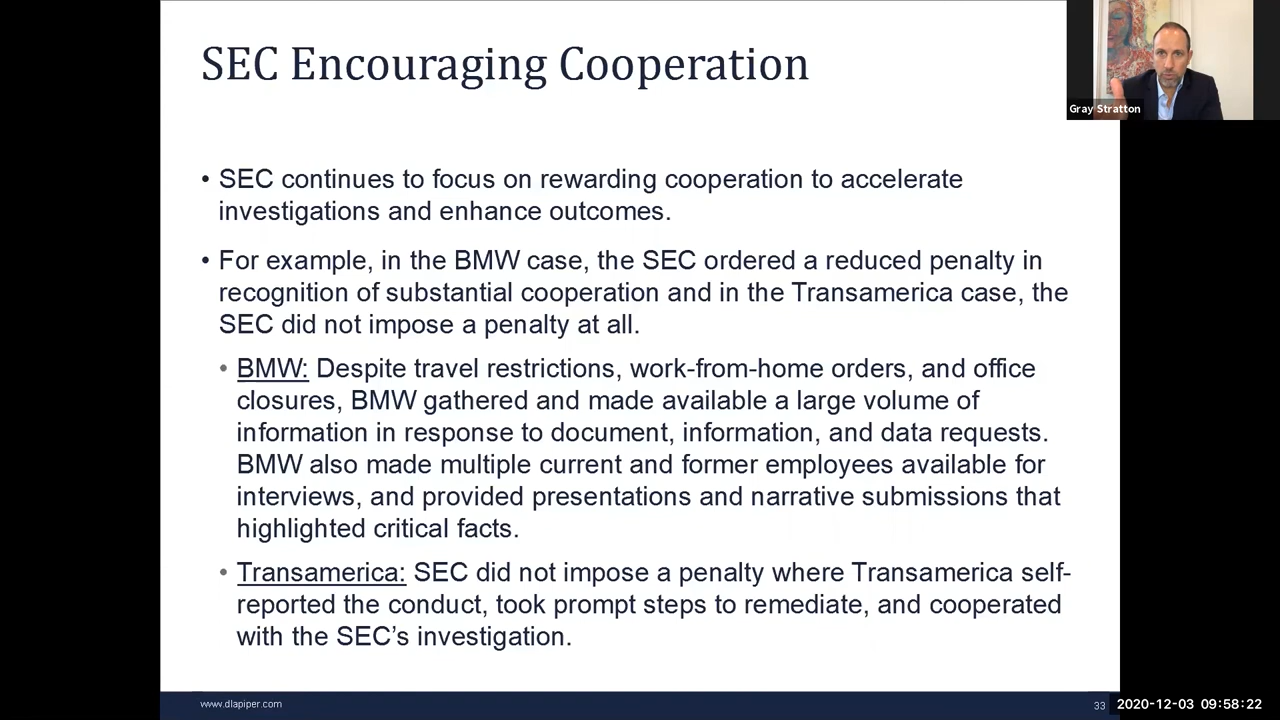 SEC Encouraging Cooperation
Gray Stratton
• SEC continues to focus on rewarding cooperation to accelerate
investigations and enhance outcomes.
• For example, in the BMW case, the SEC ordered a reduced penalty in
recognition of substantial cooperation and in the Transamerica case, the
SEC did not impose a penalty at all.
• BMW: Despite travel restrictions, work-from-home orders, and office
closures, BMW gathered and made available a large volume of
information in response to document, information, and data requests.
BMW also made multiple current and former employees available for
interviews, and provided presentations and narrative submissions that
highlighted critical facts.
• Transamerica: SEC did not impose a penalty where Transamerica self-
reported the conduct, took prompt steps to remediate, and cooperated
with the SEC’s investigation.
www.dlapiper.com
33
2020-12-03 09:58:22